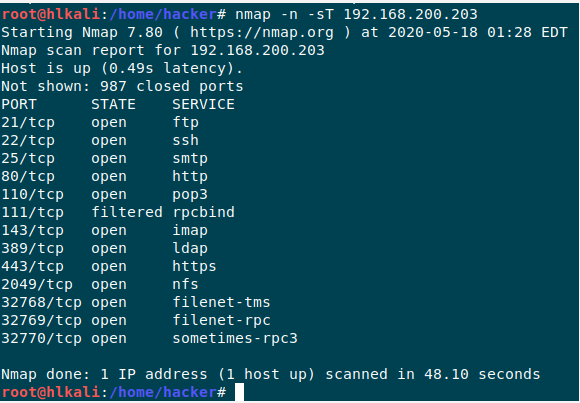 root@hlkali:/home/hacker# nmap -n -sT 192.168.200.203
Starting Nmap 7.80 ( https://nmap.org ) at 2020-05-18 01:28 EDT
Nmap scan report for 192.168.200.203
Host is up (0.49s latency).
Not shown: 987 closed ports
PORT      STATE    SERVICE
21/tcp    open     ftp
22/tcp    open     ssh
25/tcp    open     smtp
80/tcp    open     http
110/tcp   open     pop3
111/tcp   filtered rpcbind
143/tcp   open     imap
389/tcp   open     ldap
443/tcp   open     https
2049/tcp  open     nfs
32768/tcp open     filenet-tms
32769/tcp open     filenet-rpc
32770/tcp open     sometimes-rpc3
Nmap done: 1 IP address (1 host up) scanned in 48.10 seconds
root@hlkali:/home/hacker#